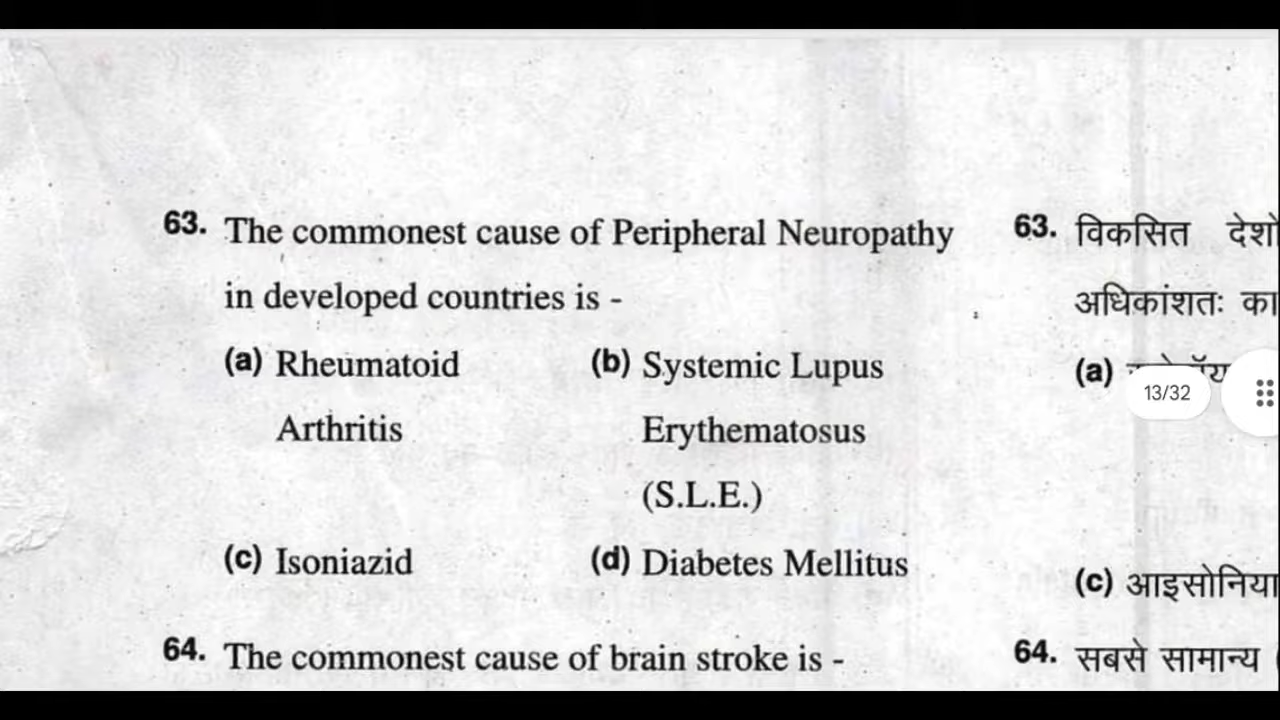 63. The commonest cause of Peripheral Neuropathy
in developed countries is -
(a) Rheumatoid
Arthritis
(b) Systemic Lupus
Erythematosus
(S.L.E.)
(c) Isoniazid
(d) Diabetes Mellitus
64. The commonest cause of brain stroke is -
63. विकसित
अधिकांशतः
(a)
13/32
(c)
64. सबसे सामान्य